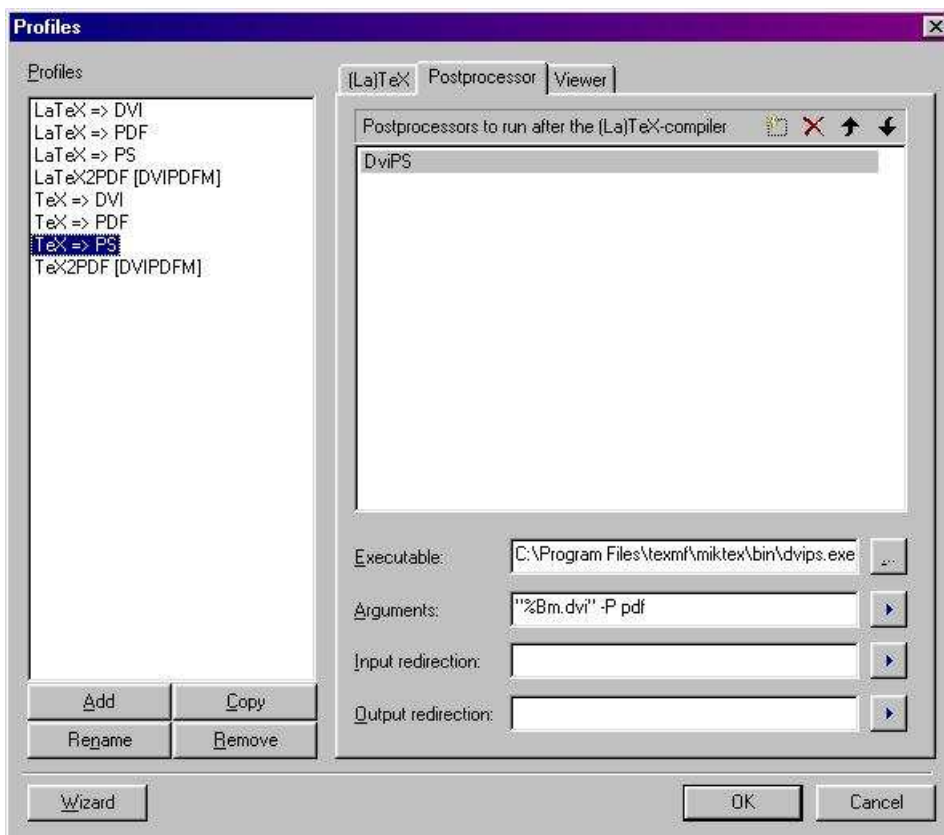 Profiles
Profiles
LaTeX => DVI
LaTeX => PDF
LaTeX => PS
LaTeX2PDF [DVIPDFM]
TeX => DVI
TeX => PDF
TeX => PS
TeX2PDF [DVIPDFM]
Add
Copy
Rename
Remove
(La)TeX
Postprocessor
Viewer
Postprocessors to run after the (La)TeX-compiler
DviPS
Executable:
C:\Program Files\texmf\miktex\bin\dvips.exe
...
Arguments:
"%Bm.dvi" -P pdf
Input redirection:
Output redirection:
Wizard
OK
Cancel